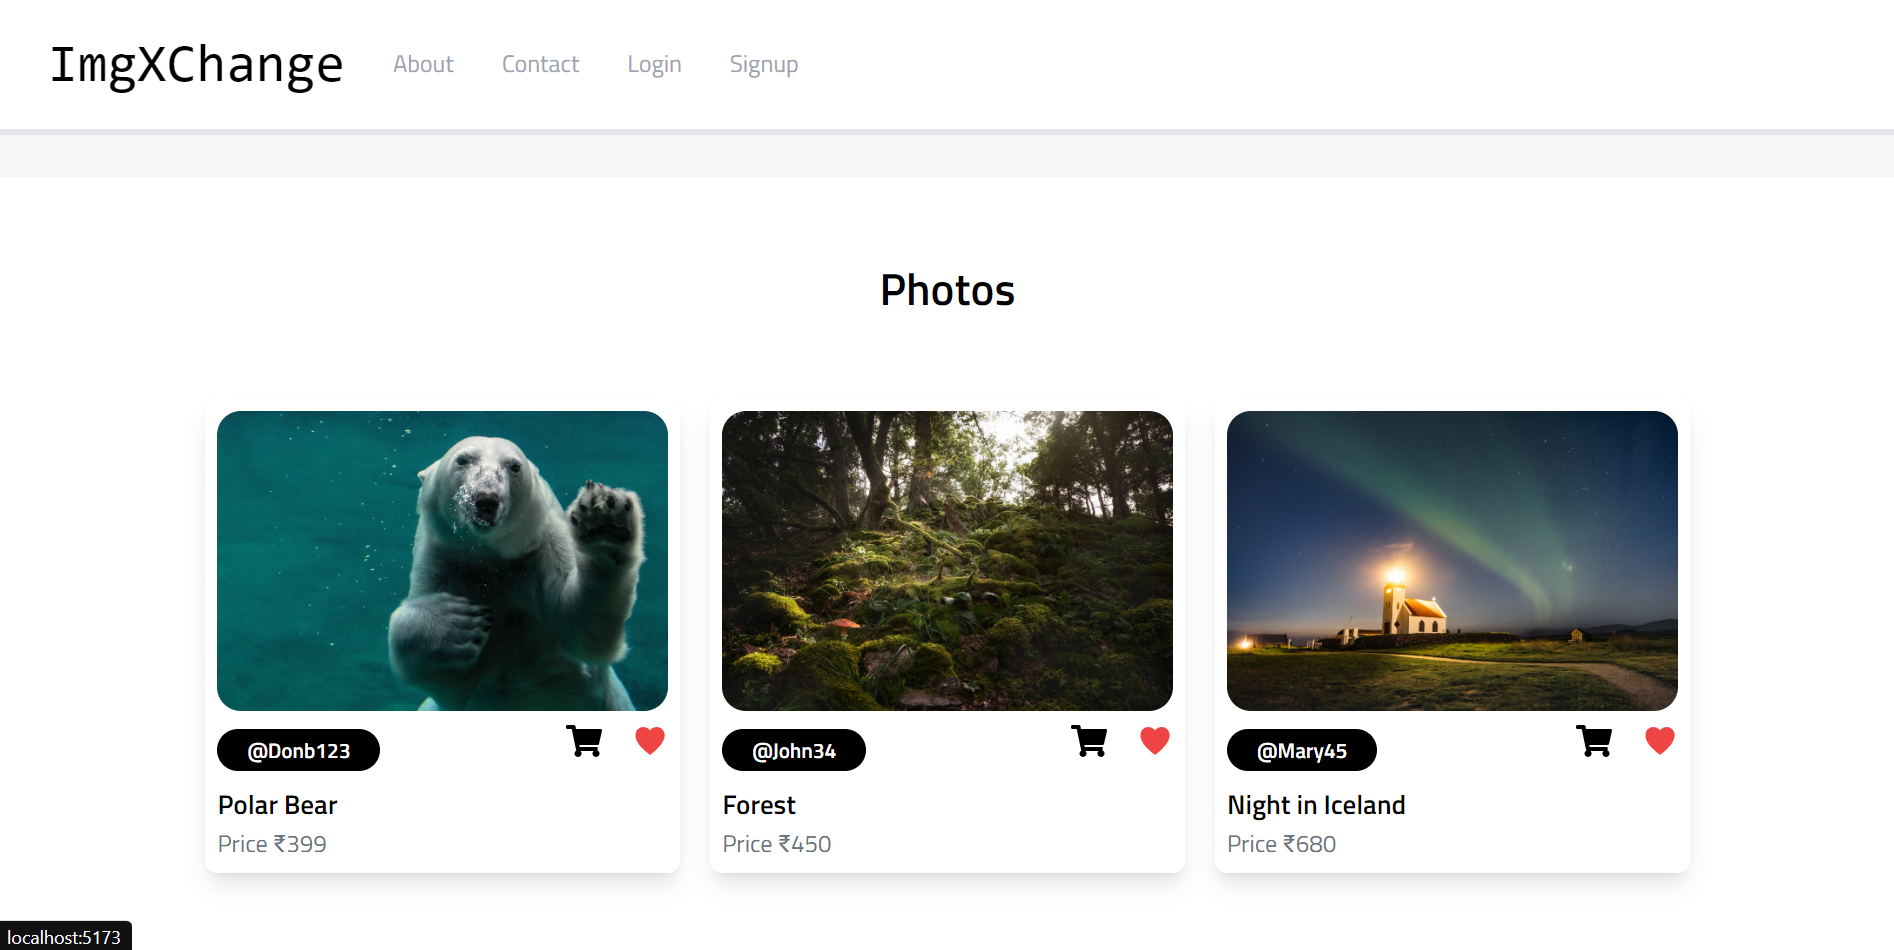 ImgXChange About Contact Login Signup
Photos
@Donb123 @John34 @Mary45
Polar Bear Forest Night in Iceland
Price ₹399 Price ₹450 Price ₹680
localhost:5173